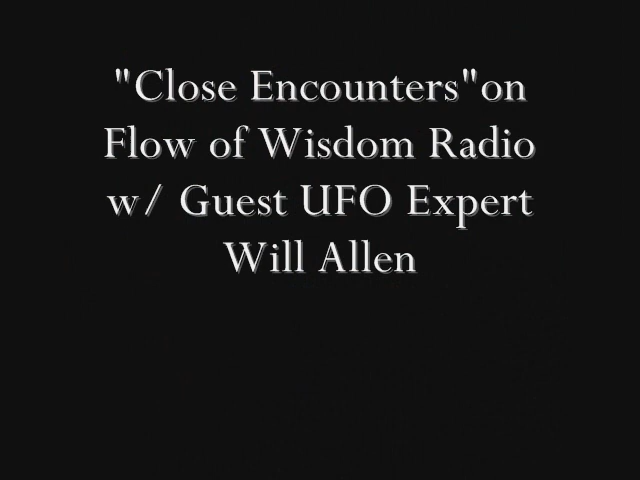 "Close Encounters"on
Flow of Wisdom Radio
w/ Guest UFO Expert
Will Allen